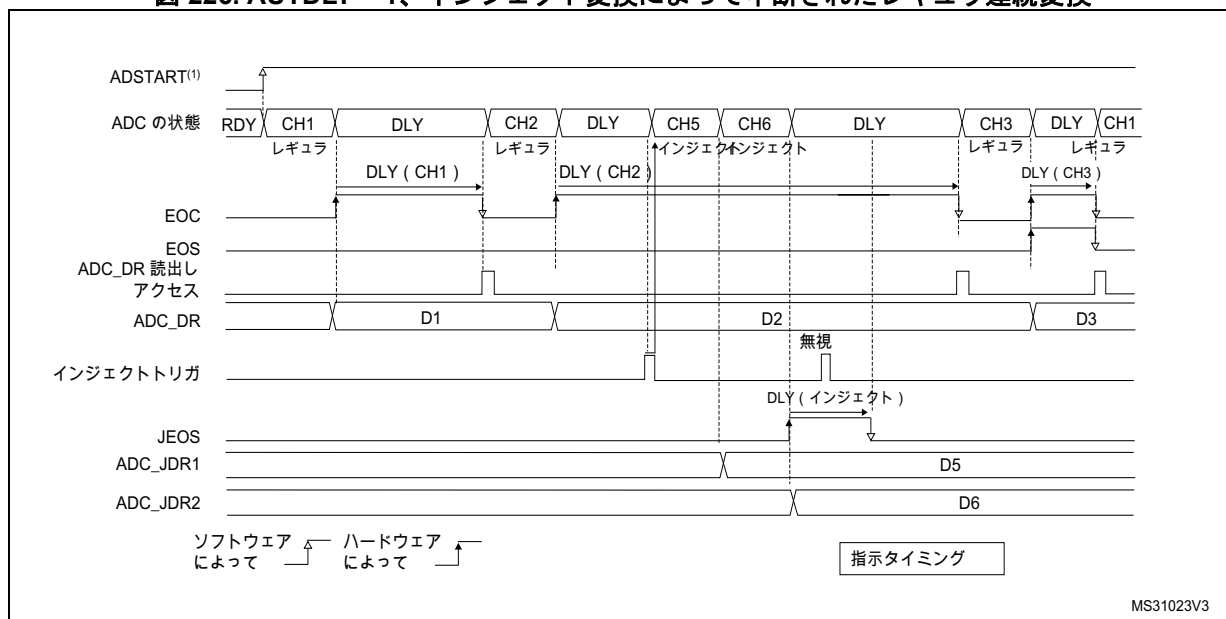 ADSTART(1)
ADC の状態 RDY CH1 DLY CH2 DLY CH5 CH6 DLY CH3 DLY CH1
レギュラ レギュラ インジェクト インジェクト レギュラ レギュラ
DLY ( CH1 ) DLY ( CH2 ) DLY ( CH3 )
EOC
EOS
ADC_DR 読出し
アクセス
ADC_DR D1 D2 D3
無視
インジェクトトリガ
DLY ( インジェクト )
JEOS
ADC_JDR1 D5
ADC_JDR2 D6
ソフトウェア ハードウェア
によって によって
指示タイミング
MS31023V3